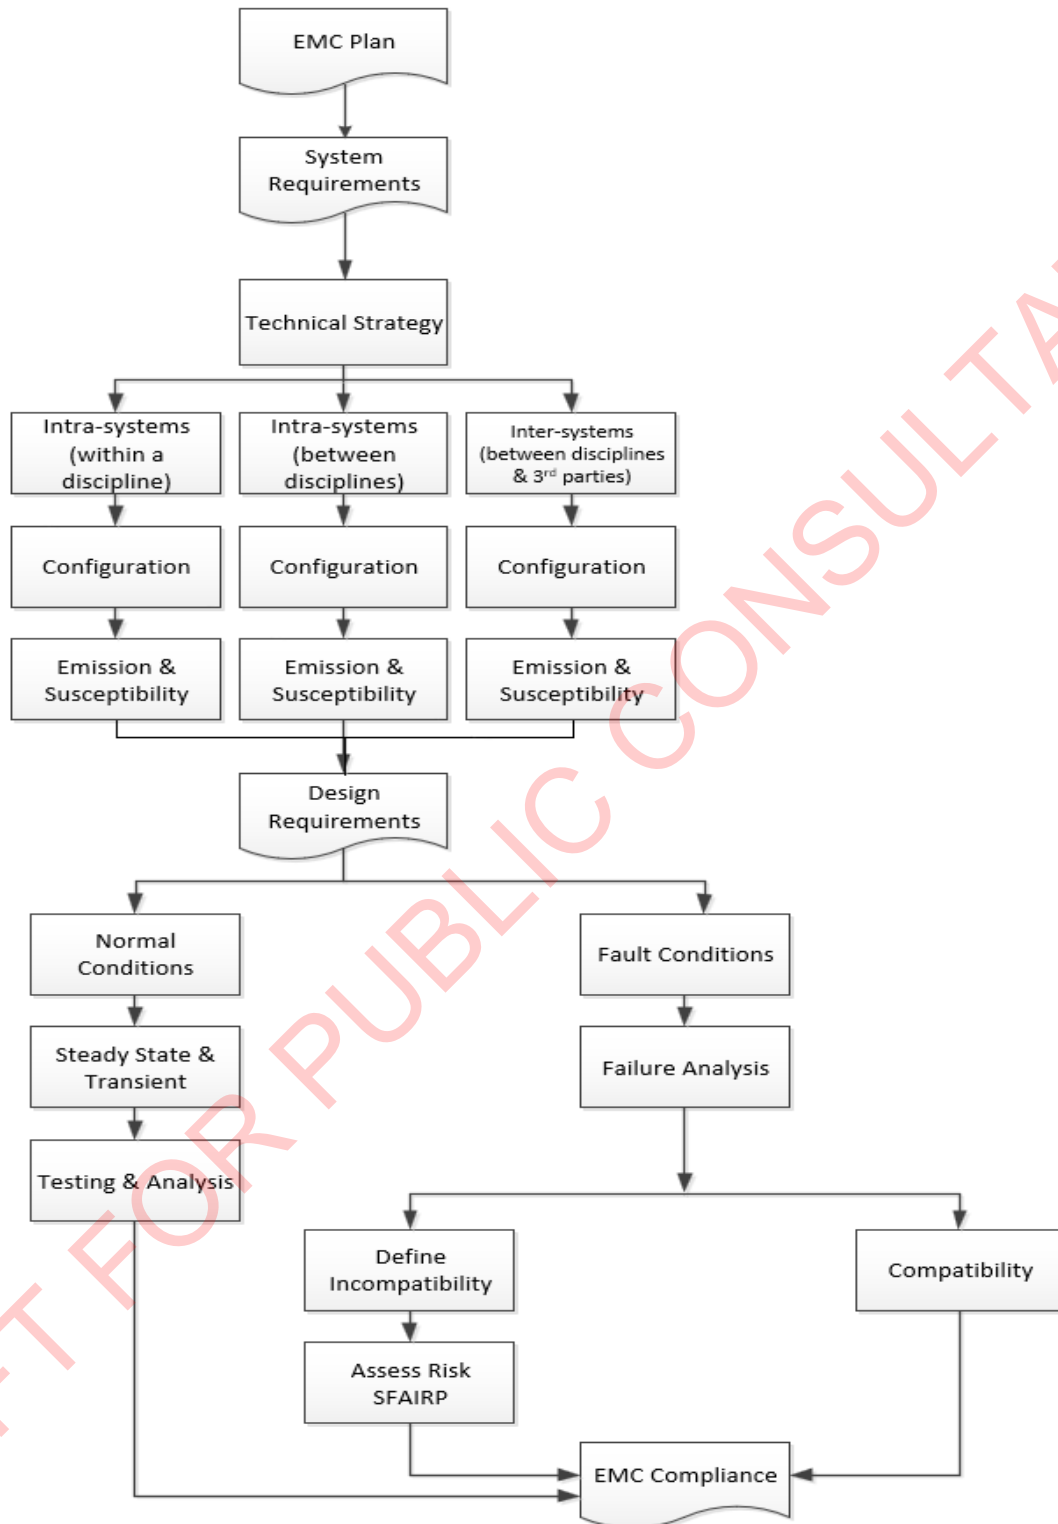 EMC Plan
System
Requirements
Technical Strategy
Intra-systems
(within a
discipline)
Intra-systems
(between
disciplines)
Inter-systems
(between disciplines
& 3rd parties)
Configuration
Configuration
Configuration
Emission &
Susceptibility
Emission &
Susceptibility
Emission &
Susceptibility
Design
Requirements
Normal
Conditions
Fault Conditions
Steady State &
Transient
Failure Analysis
Testing & Analysis
Define
Incompatibility
Compatibility
Assess Risk
SFAIRP
EMC Compliance
FT FOR PUBLIC CONSULTA